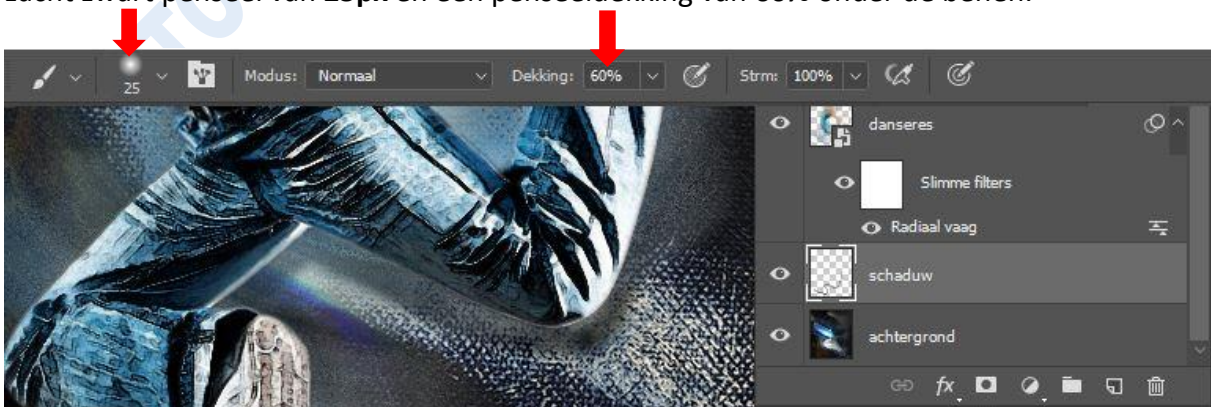 zacht zwart penseel van 25px en een penseeldekking van 60% onder de benen.
25 Modus: Normaal Dekking: 60% Strm: 100%
danseres
Slimme filters
Radiaal vaag
schaduw
achtergrond
fx